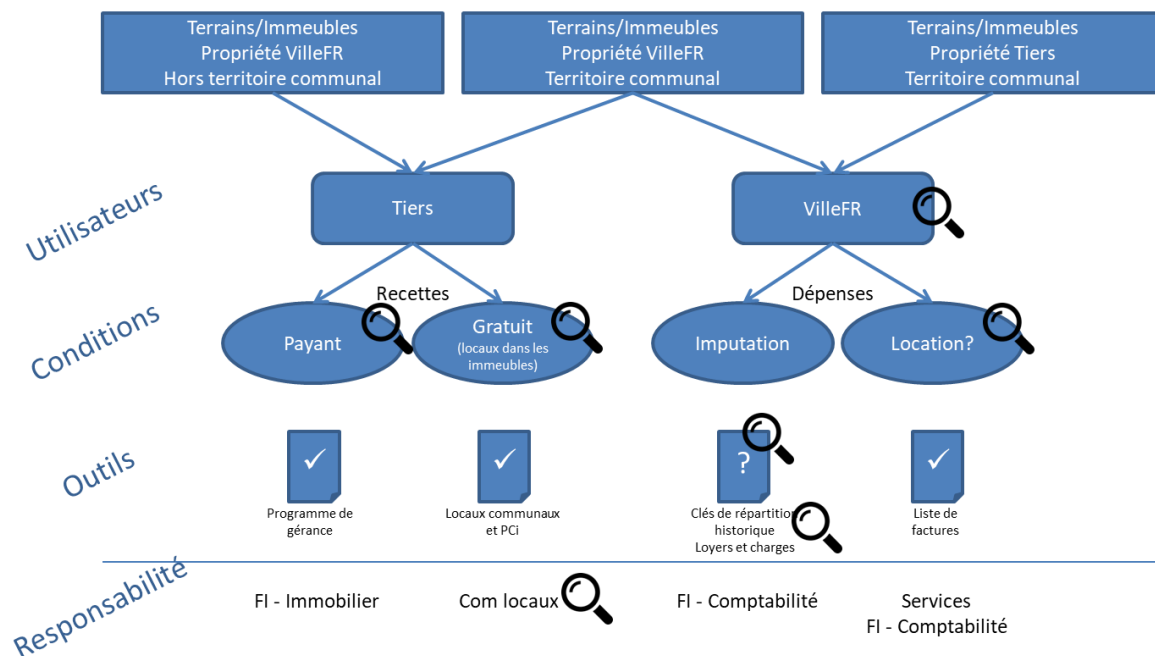 Terrains/Immeubles
Propriété VilleFR
Hors territoire communal
Terrains/Immeubles
Propriété VilleFR
Territoire communal
Terrains/Immeubles
Propriété Tiers
Territoire communal
Utilisateurs
Tiers
VilleFR
Conditions
Recettes
Dépenses
Payant
Gratuit
(locaux dans les
immeubles)
Imputation
Location?
Outils
✓
✓
?
✓
Programme de
gérance
Locaux communaux
et PCi
Clés de répartition
historique
Loyers et charges
Liste de
factures
Responsabilité
FI - Immobilier
Com locaux
FI - Comptabilité
Services
FI - Comptabilité